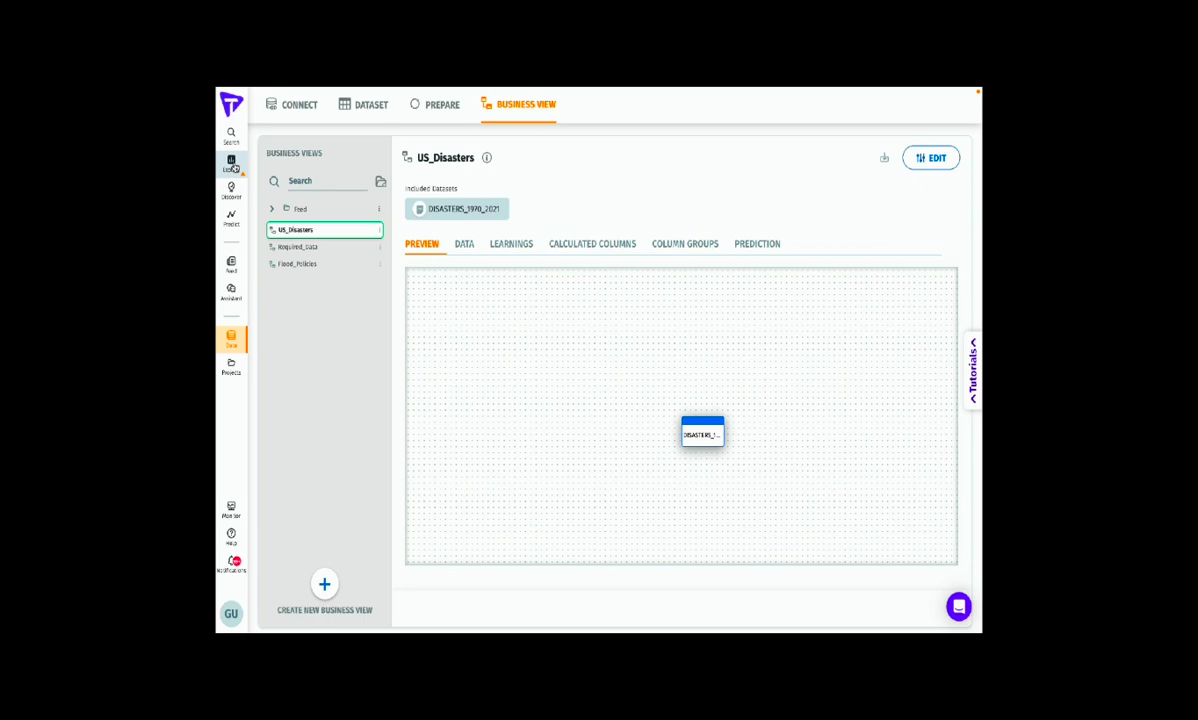 CONNECT
DATASET
PREPARE
BUSINESS VIEW
Search
Discover
Predict
Feed
Assistant
Data
Projects
Monitor
Help
Notifications
GU
BUSINESS VIEWS
Search
Feed
US_Disasters
Required_Data
Flood_Policies
CREATE NEW BUSINESS VIEW
US_Disasters
EDIT
Included Datasets
DISASTERS_1970_2021
PREVIEW
DATA
LEARNINGS
CALCULATED COLUMNS
COLUMN GROUPS
PREDICTION
DISASTERS_1...
Tutorials